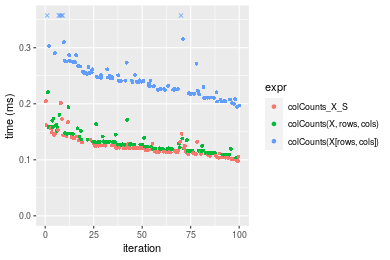 0.3
0.2
0.1
0.0
time (ms)
0
25
50
75
100
iteration
expr
colCounts_X_S
colCounts(X, rows, cols)
colCounts(X[rows, cols])